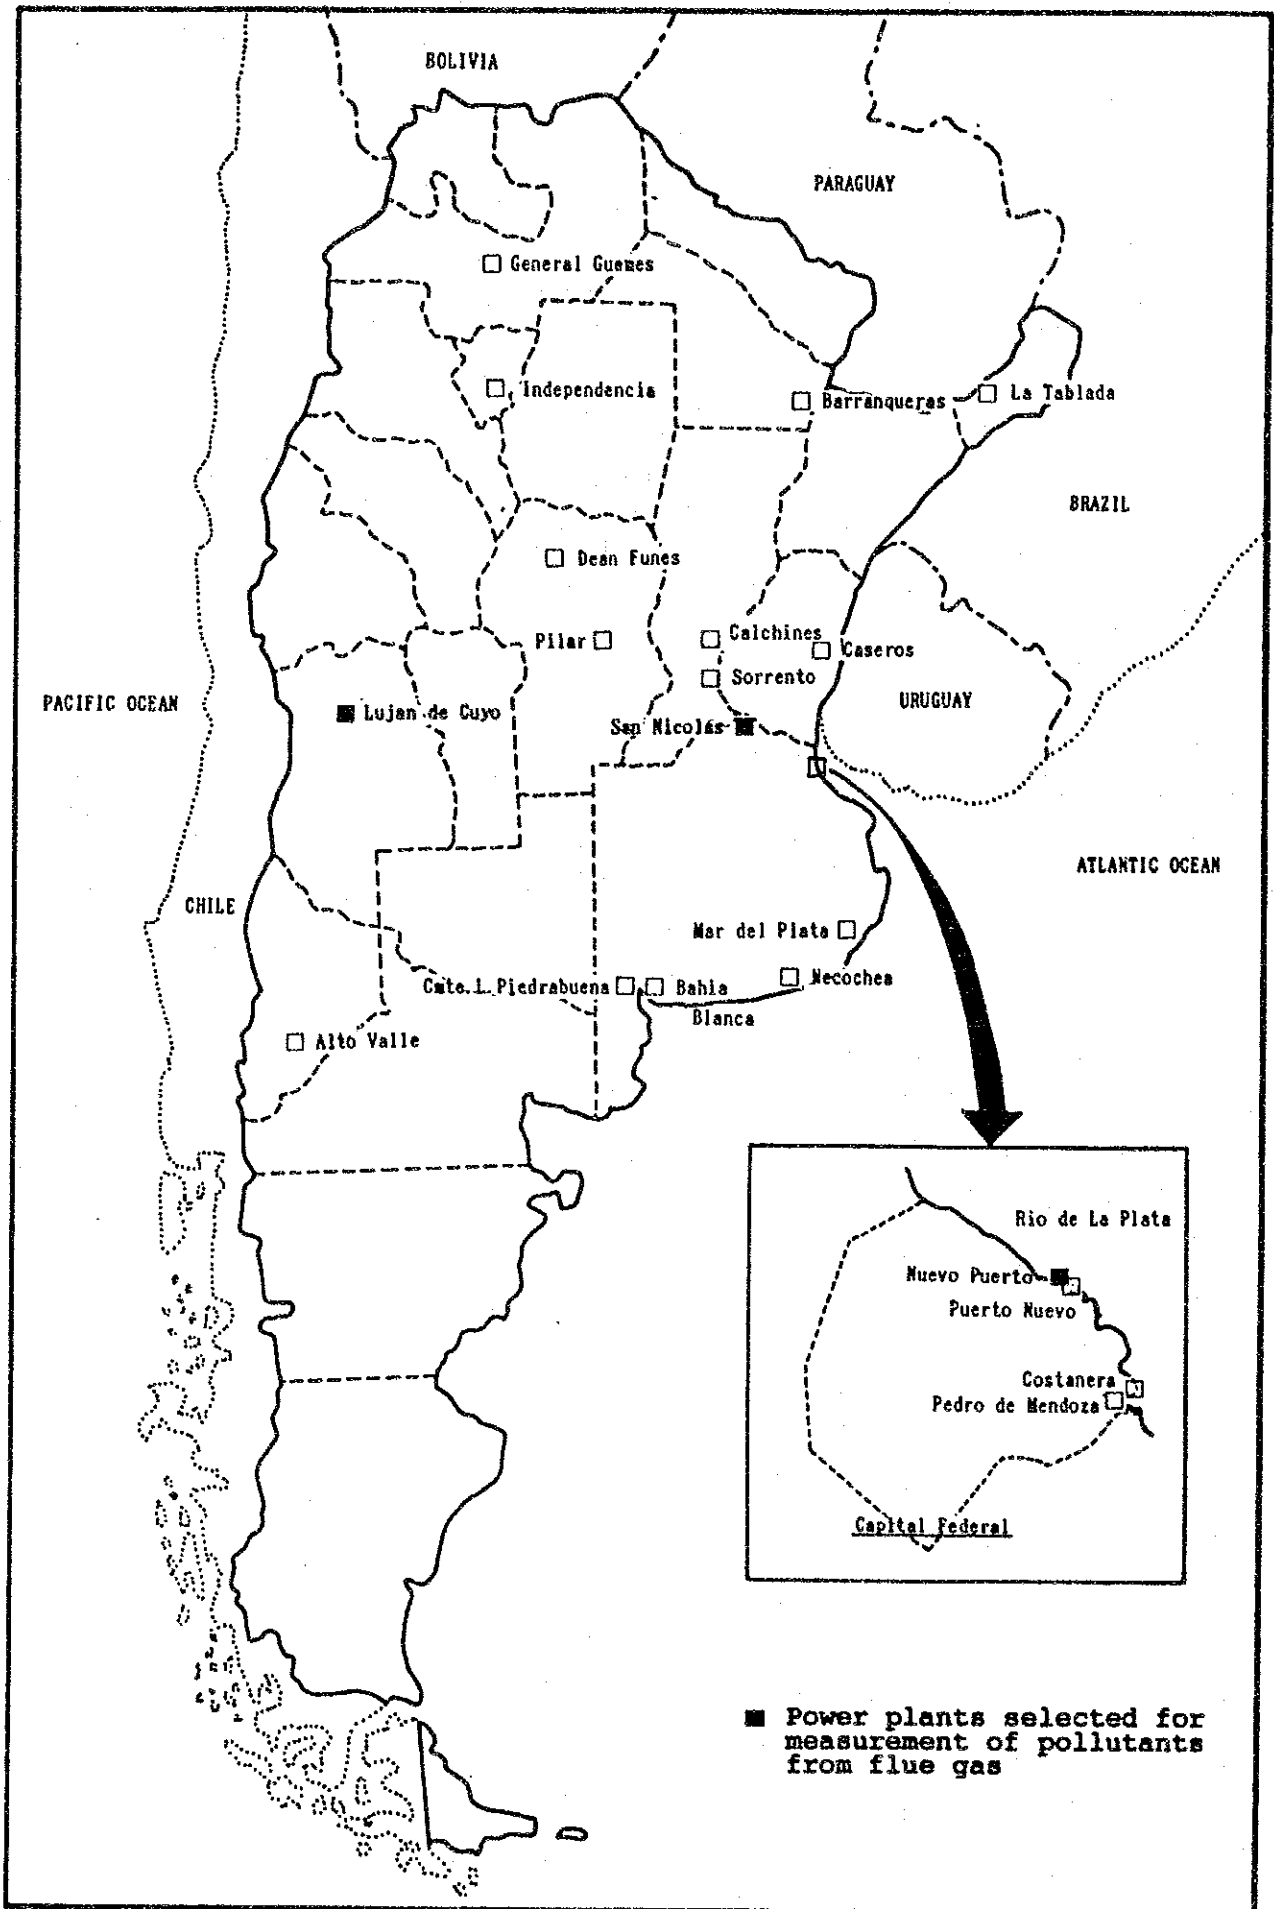 BOLIVIA
PARAGUAY
General Guemes
Independencia
Barranqueras
La Tablada
BRAZIL
Dean Funes
Pilar
Calchines
Caseros
Sorrento
PACIFIC OCEAN
Lujan de Cuyo
San Nicolás
URUGUAY
ATLANTIC OCEAN
CHILE
Mar del Plata
Cmte.L.Piedrabuena
Bahia
Blanca
Necochea
Alto Valle
Rio de La Plata
Nuevo Puerto
Puerto Nuevo
Costanera
Pedro de Mendoza
Capital Federal
Power plants selected for
measurement of pollutants
from flue gas